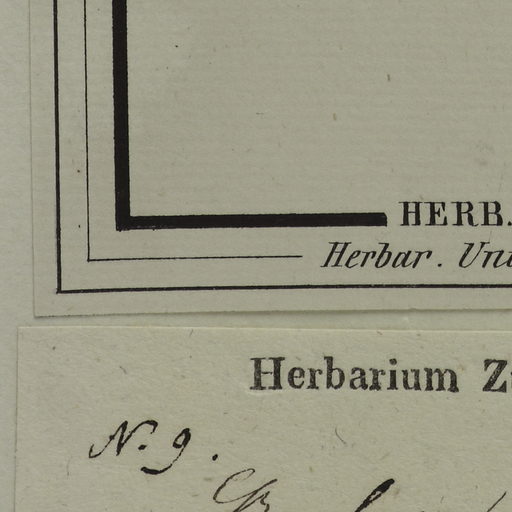 HERB.
Herbar. Uni
Herbarium Z
N. 9.